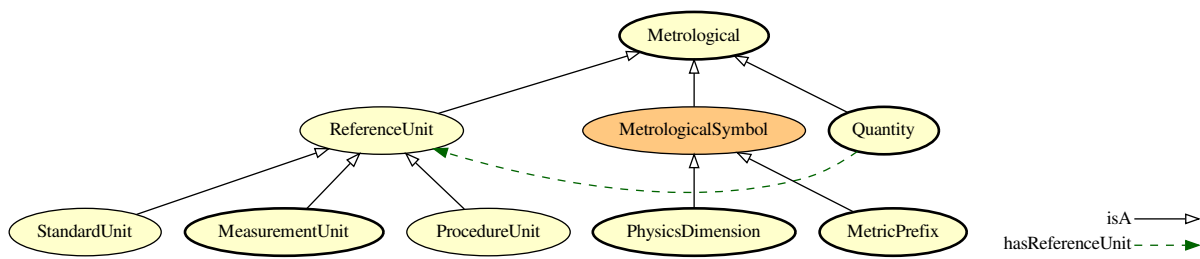 Metrological
ReferenceUnit
MetrologicalSymbol
Quantity
StandardUnit
MeasurementUnit
ProcedureUnit
PhysicsDimension
MetricPrefix
isA
hasReferenceUnit